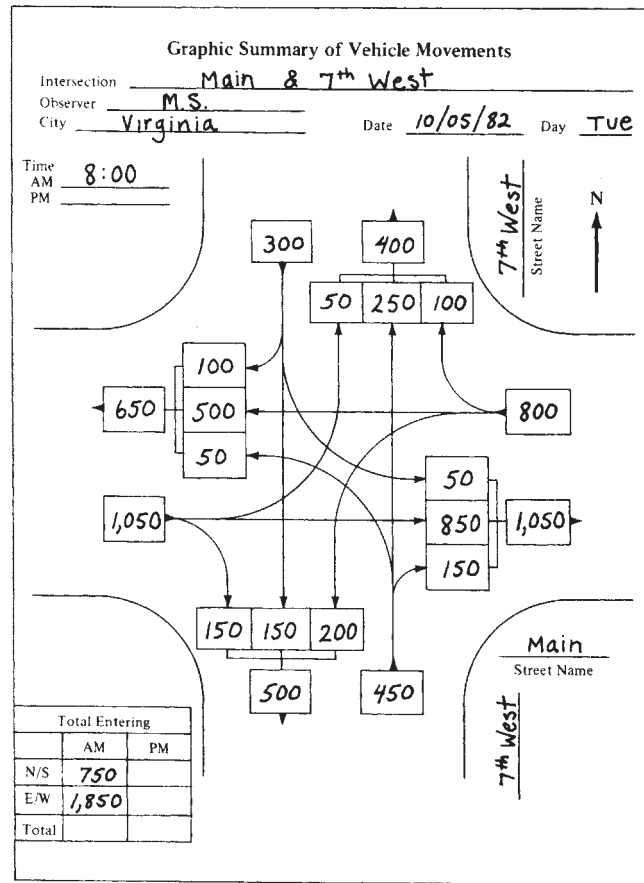 Graphic Summary of Vehicle Movements
Intersection Main & 7th West
Observer M.S.
City Virginia Date 10/05/82 Day Tue
Time
AM 8:00
PM
7th West
Street Name
N
300 400
50 250 100
100
650 500 800
50
50
1,050 850 1,050
150
150 150 200
500 450
Main
Street Name
7th West
Total Entering
AM PM
N/S 750
E/W 1,850
Total